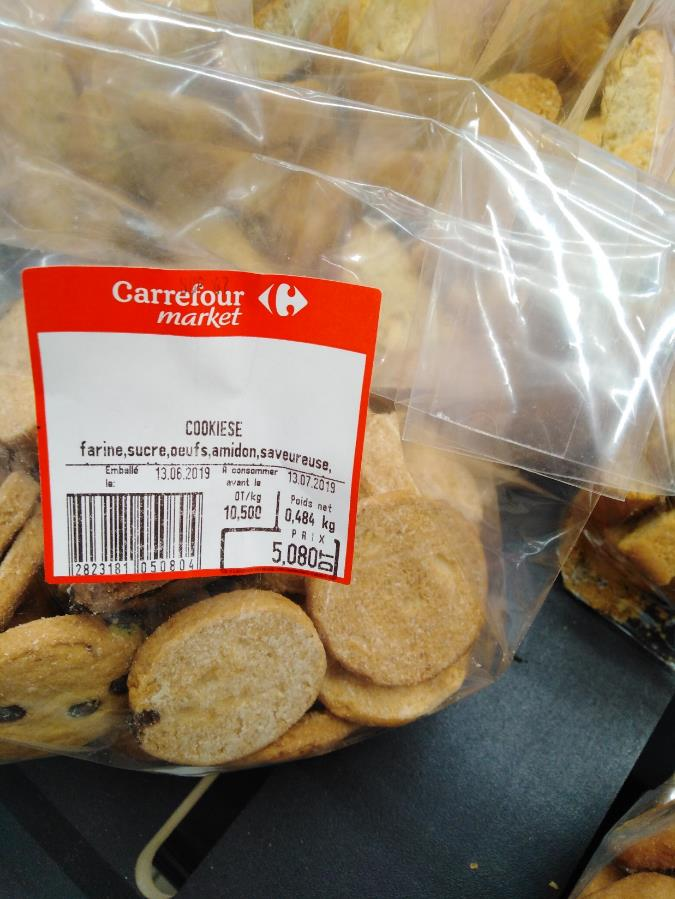 Carrefour
market
COOKIESE
farine,sucre,oeufs,amidon,saveureuse,
Emballé le: 13.06.2019 A consommer avant le 13.07.2019
DT/kg Poids net
10,500 0,484 kg
PRIX
5,080 DT
2823181 050804